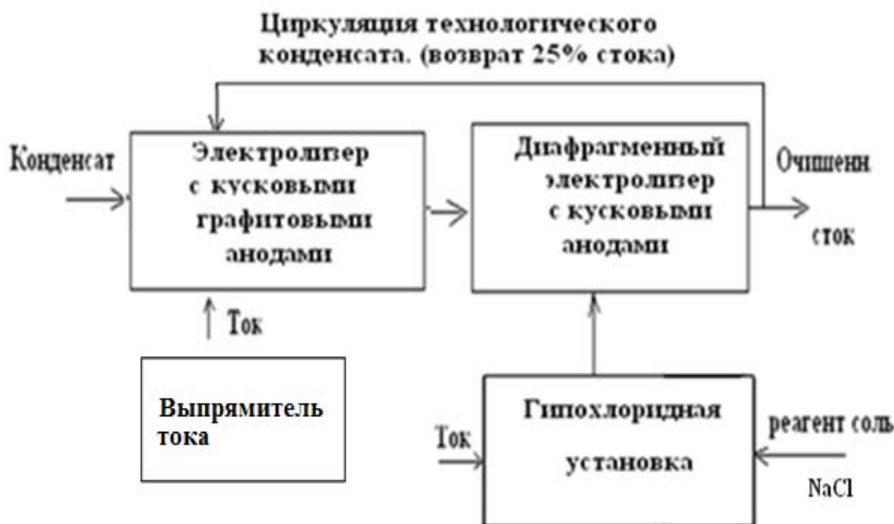 Циркуляция технологического
конденсата. (возврат 25% стока)
Конденсат
Электролизер
с кусковыми
графитовыми
анодами
Диафрагменный
электролизер
с кусковыми
анодами
Очишенн
сток
Ток
Выпрямитель
тока
Ток
Гипохлоридная
установка
реагент соль
NaCl